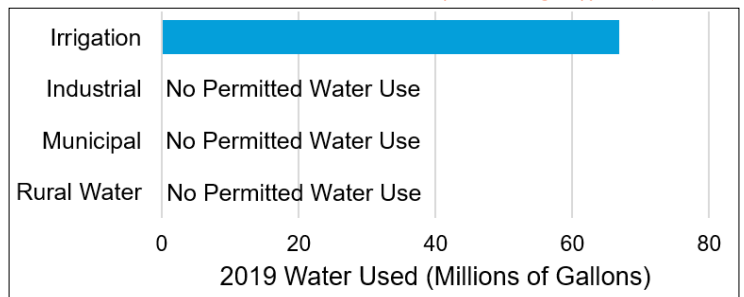 Irrigation
Industrial No Permitted Water Use
Municipal No Permitted Water Use
Rural Water No Permitted Water Use
0 20 40 60 80
2019 Water Used (Millions of Gallons)